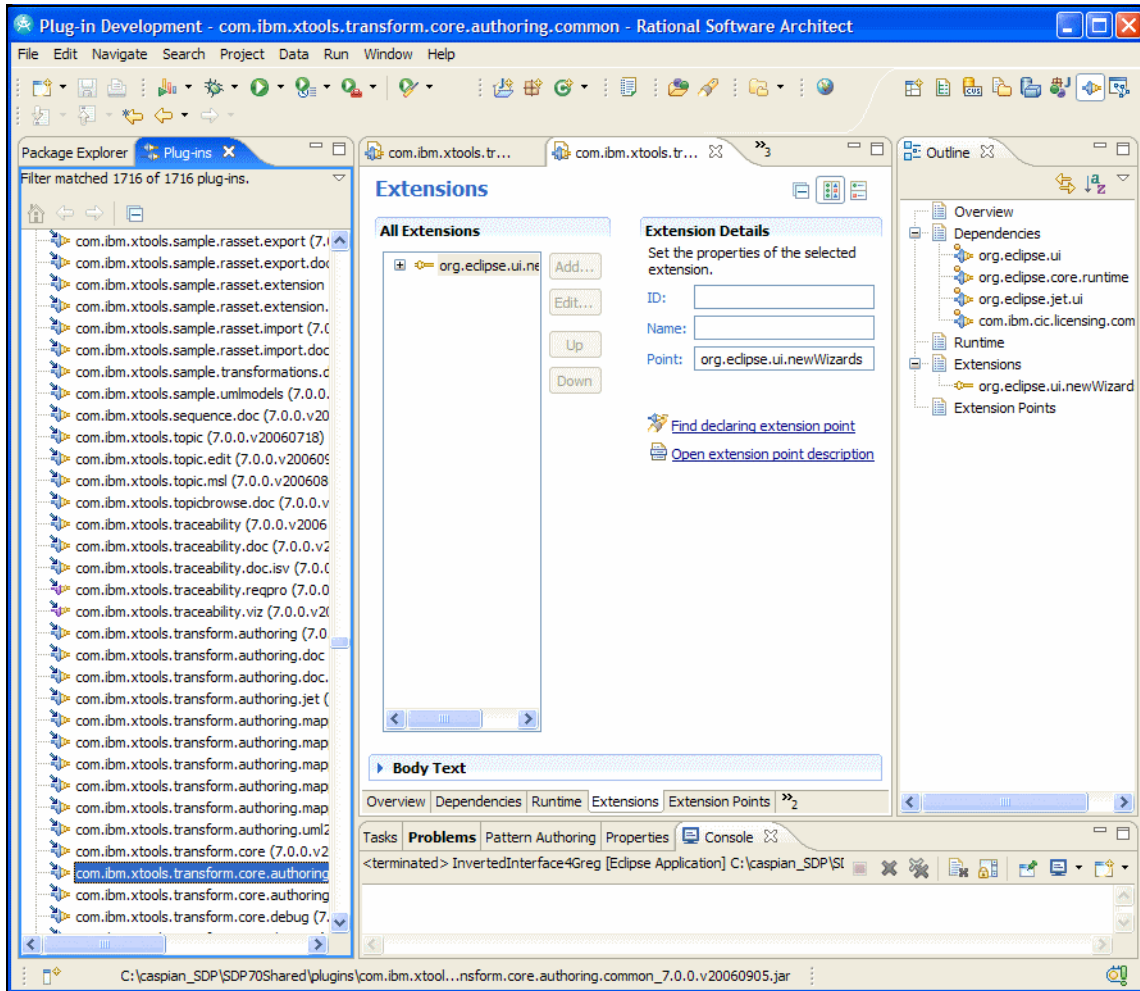 Plug-in Development - com.ibm.xtools.transform.core.authoring.common - Rational Software Architect
File Edit Navigate Search Project Data Run Window Help
Package Explorer Plug-ins
Filter matched 1716 of 1716 plug-ins.
com.ibm.xtools.sample.rasset.export (7.
com.ibm.xtools.sample.rasset.export.doc
com.ibm.xtools.sample.rasset.extension
com.ibm.xtools.sample.rasset.extension.
com.ibm.xtools.sample.rasset.import (7.0
com.ibm.xtools.sample.rasset.import.doc
com.ibm.xtools.sample.transformations.d
com.ibm.xtools.sample.umlmodels (7.0.0.
com.ibm.xtools.sequence.doc (7.0.0.v20
com.ibm.xtools.topic (7.0.0.v20060718)
com.ibm.xtools.topic.edit (7.0.0.v200609
com.ibm.xtools.topic.msl (7.0.0.v200608
com.ibm.xtools.topicbrowse.doc (7.0.0.v
com.ibm.xtools.traceability (7.0.0.v2006
com.ibm.xtools.traceability.doc (7.0.0.v2
com.ibm.xtools.traceability.doc.isv (7.0.0
com.ibm.xtools.traceability.reqpro (7.0.0
com.ibm.xtools.traceability.viz (7.0.0.v20
com.ibm.xtools.transform.authoring (7.0
com.ibm.xtools.transform.authoring.doc
com.ibm.xtools.transform.authoring.doc.
com.ibm.xtools.transform.authoring.jet (
com.ibm.xtools.transform.authoring.map
com.ibm.xtools.transform.authoring.map
com.ibm.xtools.transform.authoring.map
com.ibm.xtools.transform.authoring.map
com.ibm.xtools.transform.authoring.map
com.ibm.xtools.transform.authoring.uml2
com.ibm.xtools.transform.core (7.0.0.v2
com.ibm.xtools.transform.core.authoring
com.ibm.xtools.transform.core.authoring
com.ibm.xtools.transform.core.debug (7.
com.ibm.xtools.tr... com.ibm.xtools.tr... »3
Extensions
All Extensions
org.eclipse.ui.ne
Add...
Edit...
Up
Down
Extension Details
Set the properties of the selected
extension.
ID:
Name:
Point: org.eclipse.ui.newWizards
Find declaring extension point
Open extension point description
Body Text
Overview Dependencies Runtime Extensions Extension Points »2
Outline
Overview
Dependencies
org.eclipse.ui
org.eclipse.core.runtime
org.eclipse.jet.ui
com.ibm.cic.licensing.com
Runtime
Extensions
org.eclipse.ui.newWizard
Extension Points
Tasks Problems Pattern Authoring Properties Console
<terminated> InvertedInterface4Greg [Eclipse Application] C:\caspian_SDP\SI
C:\caspian_SDP\SDP70Shared\plugins\com.ibm.xtool...nsform.core.authoring.common_7.0.0.v20060905.jar